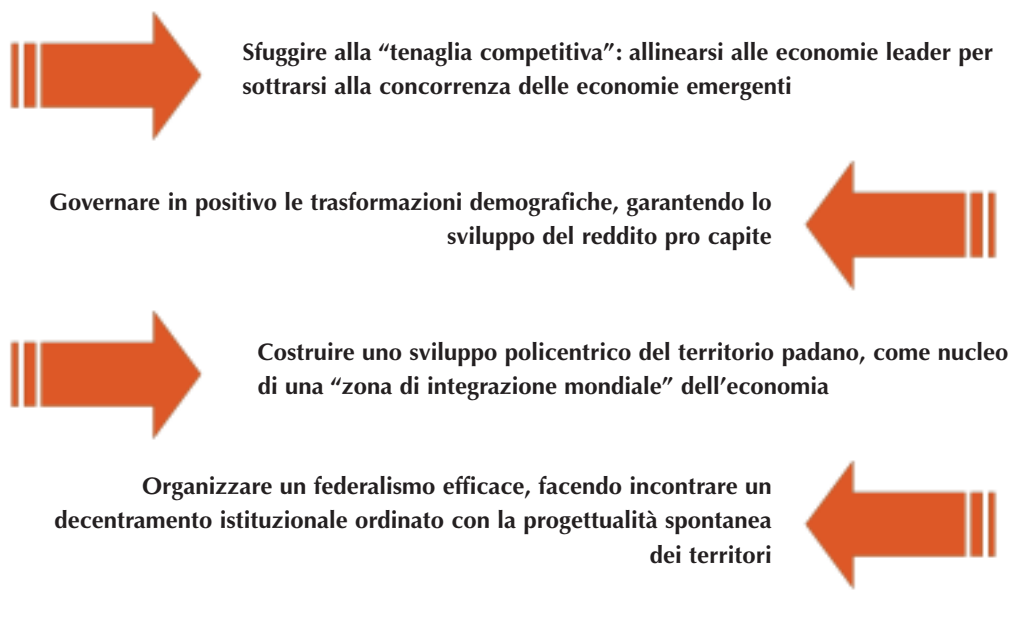 Sfuggire alla “tenaglia competitiva”: allinearsi alle economie leader per
sottrarsi alla concorrenza delle economie emergenti
Governare in positivo le trasformazioni demografiche, garantendo lo
sviluppo del reddito pro capite
Costruire uno sviluppo policentrico del territorio padano, come nucleo
di una “zona di integrazione mondiale” dell’economia
Organizzare un federalismo efficace, facendo incontrare un
decentramento istituzionale ordinato con la progettualità spontanea
dei territori